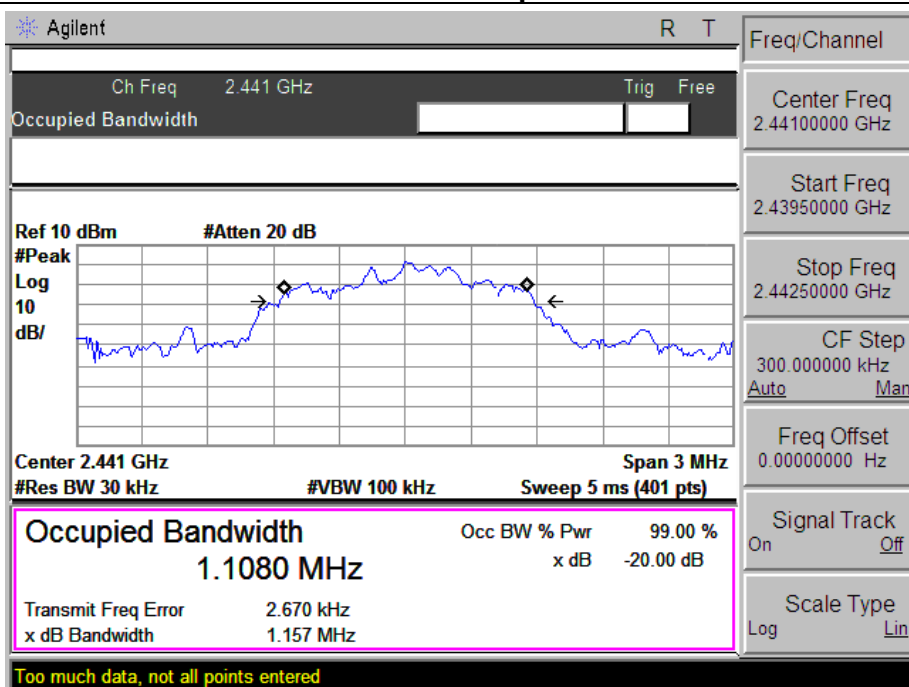 Agilent R T
Freq/Channel
Ch Freq 2.441 GHz Trig Free
Occupied Bandwidth
Center Freq
2.44100000 GHz
Start Freq
2.43950000 GHz
Ref 10 dBm #Atten 20 dB
#Peak
Log
10
dB/
Stop Freq
2.44250000 GHz
CF Step
300.000000 kHz
Auto Man
Center 2.441 GHz Span 3 MHz
#Res BW 30 kHz #VBW 100 kHz Sweep 5 ms (401 pts)
Freq Offset
0.00000000 Hz
Occupied Bandwidth Occ BW % Pwr 99.00 %
1.1080 MHz x dB -20.00 dB
Transmit Freq Error 2.670 kHz
x dB Bandwidth 1.157 MHz
Signal Track
On Off
Scale Type
Log Lin
Too much data, not all points entered